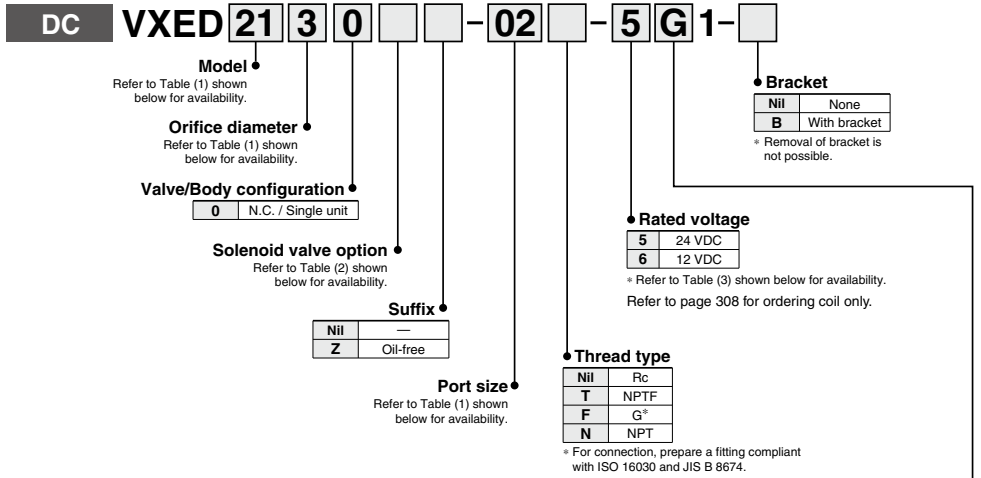 DC VXED 21 3 0 - 02 - 5 G 1-
Model
Refer to Table (1) shown
below for availability.
Orifice diameter
Refer to Table (1) shown
below for availability.
Valve/Body configuration
0 N.C. / Single unit
Solenoid valve option
Refer to Table (2) shown
below for availability.
Suffix
Nil —
Z Oil-free
Port size
Refer to Table (1) shown
below for availability.
Thread type
Nil Rc
T NPTF
F G*
N NPT
* For connection, prepare a fitting compliant
with ISO 16030 and JIS B 8674.
Rated voltage
5 24 VDC
6 12 VDC
* Refer to Table (3) shown below for availability.
Refer to page 308 for ordering coil only.
Bracket
Nil None
B With bracket
* Removal of bracket is
not possible.